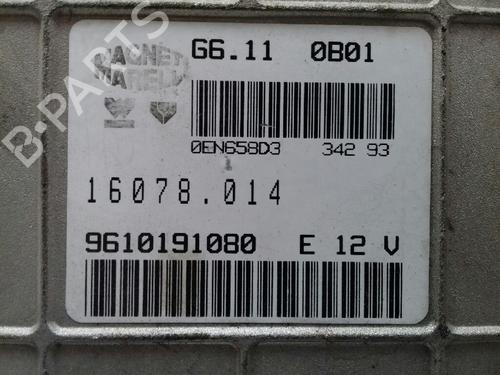 MAGNETI
MARELLI
G6.11 0B01
0EN658D3 342 93
16078.014
9610191080 E 12 V
B-PARTS